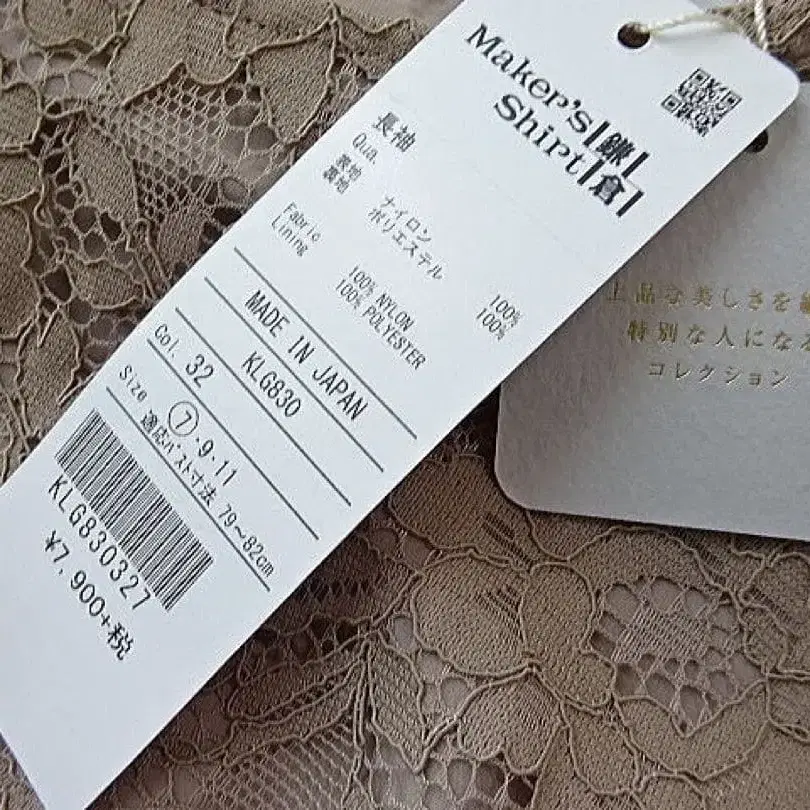 Maker's
Shirt
鎌倉
長袖
Qua.
表袖 ナイロン 100%
裏袖 ポリエステル 100%
Fabric 100% NYLON
Lining 100% POLYESTER
MADE IN JAPAN
KLG830
Col. 32
Size ⑦・9・11
適応バスト寸法 79～82cm
KLG830327
¥7,900+税
上品な美しさを
特別な人になる
コレクション